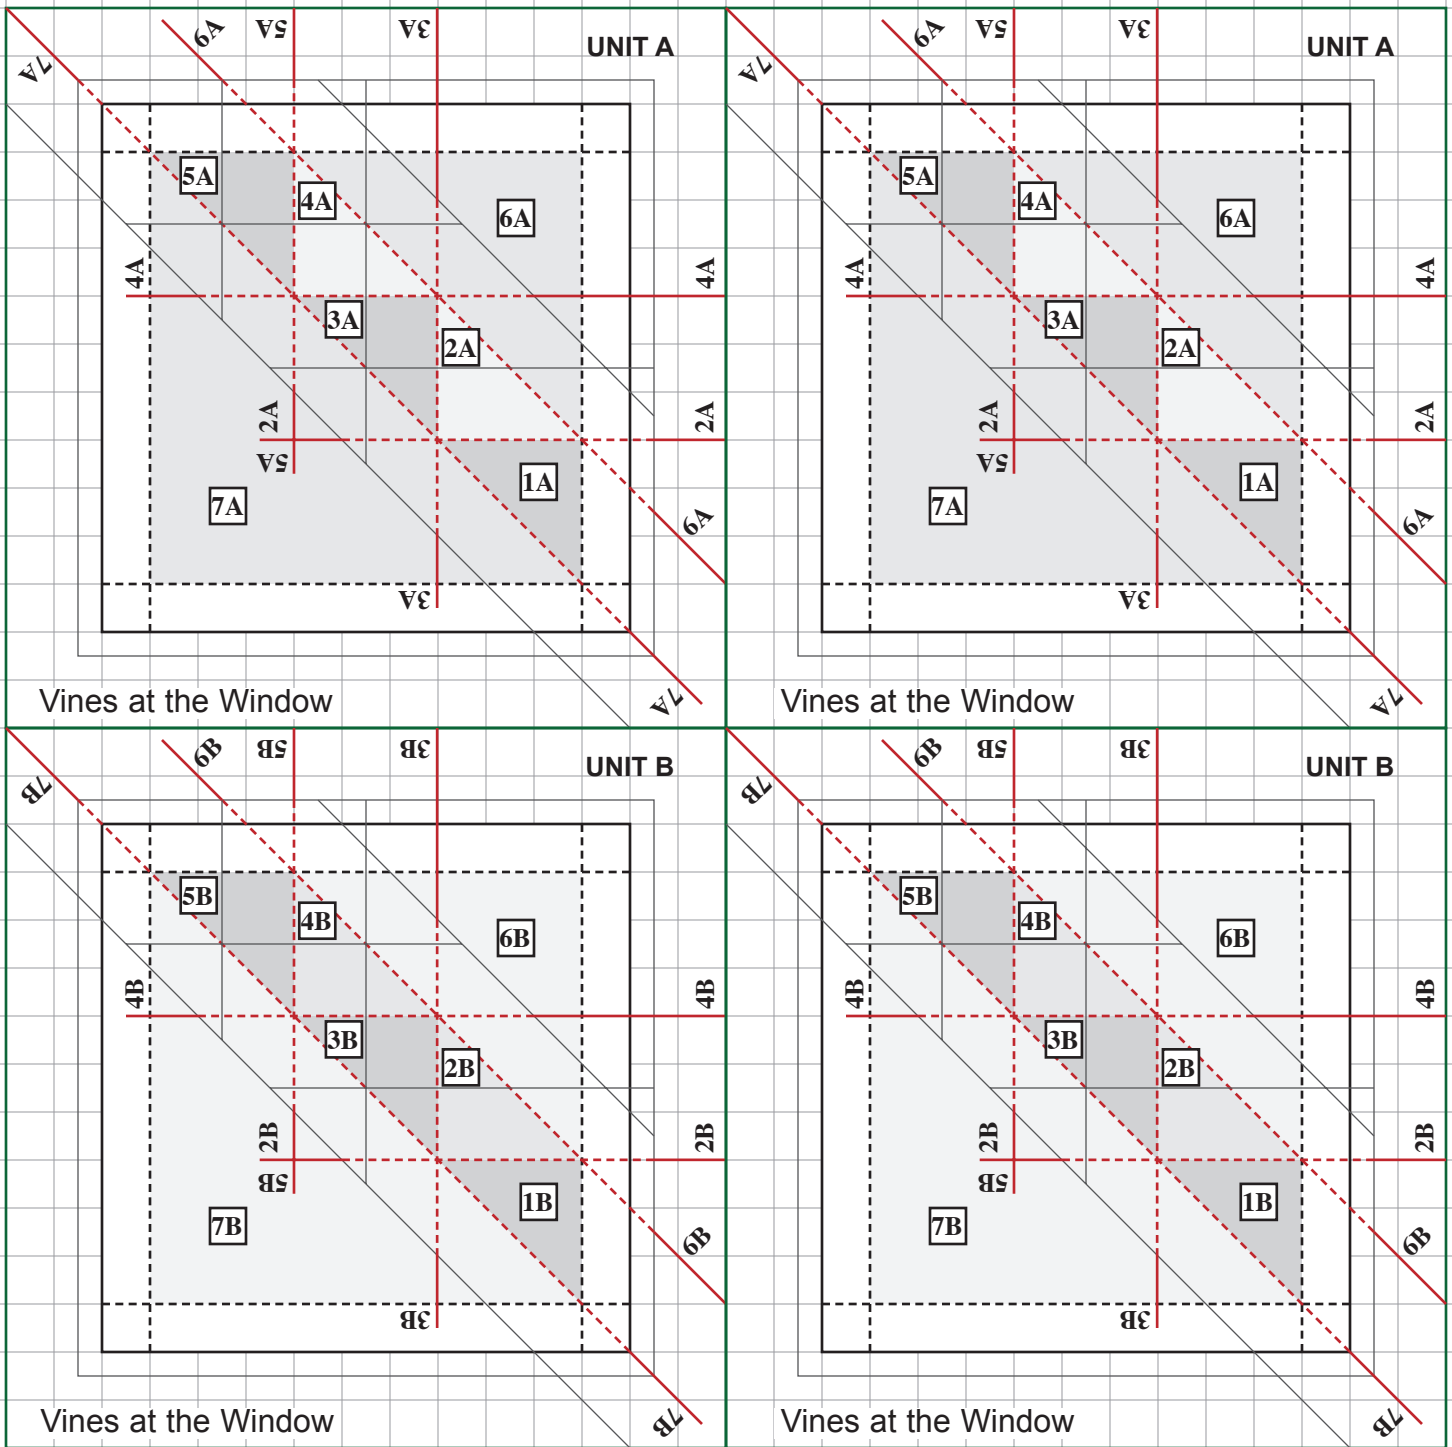 7A 6A 5A 3A UNIT A
5A 4A 6A
4A 4A
3A 2A
2A 2A
5A 1A
7A 6A
3A
Vines at the Window 7A
7A 6A 5A 3A UNIT A
5A 4A 6A
4A 4A
3A 2A
2A 2A
5A 1A
7A 6A
3A
Vines at the Window 7A
7B 6B 5B 3B UNIT B
5B 4B 6B
4B 4B
3B 2B
2B 2B
5B 1B
7B 6B
3B
Vines at the Window 7B
7B 6B 5B 3B UNIT B
5B 4B 6B
4B 4B
3B 2B
2B 2B
5B 1B
7B 6B
3B
Vines at the Window 7B